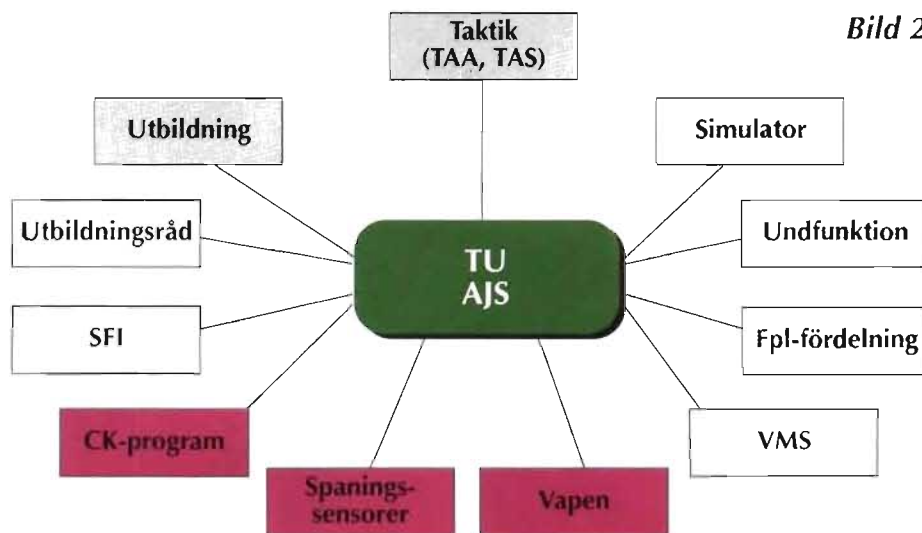 Bild 2
Taktik
(TAA, TAS)
Utbildning
Simulator
Utbildningsråd
Undfunktion
TU
AJS
SFI
Fpl-fördelning
CK-program
VMS
Spanings-
sensorer
Vapen